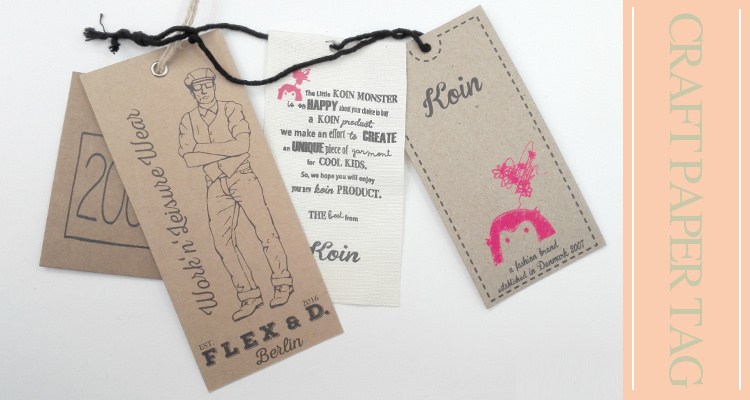 200
Work'n'Leisure Wear
EST. 2016
FLEX & D.
Berlin
The Little KOIN MONSTER
is so HAPPY about your choice to buy
a KOIN product
we make an effort to CREATE
an UNIQUE piece of garment
for COOL KIDS.
So, we hope you will enjoy
your new koin PRODUCT.
THE best from
Koin
Koin
a fashion brand
established in Denmark 2007
CRAFT PAPER TAG